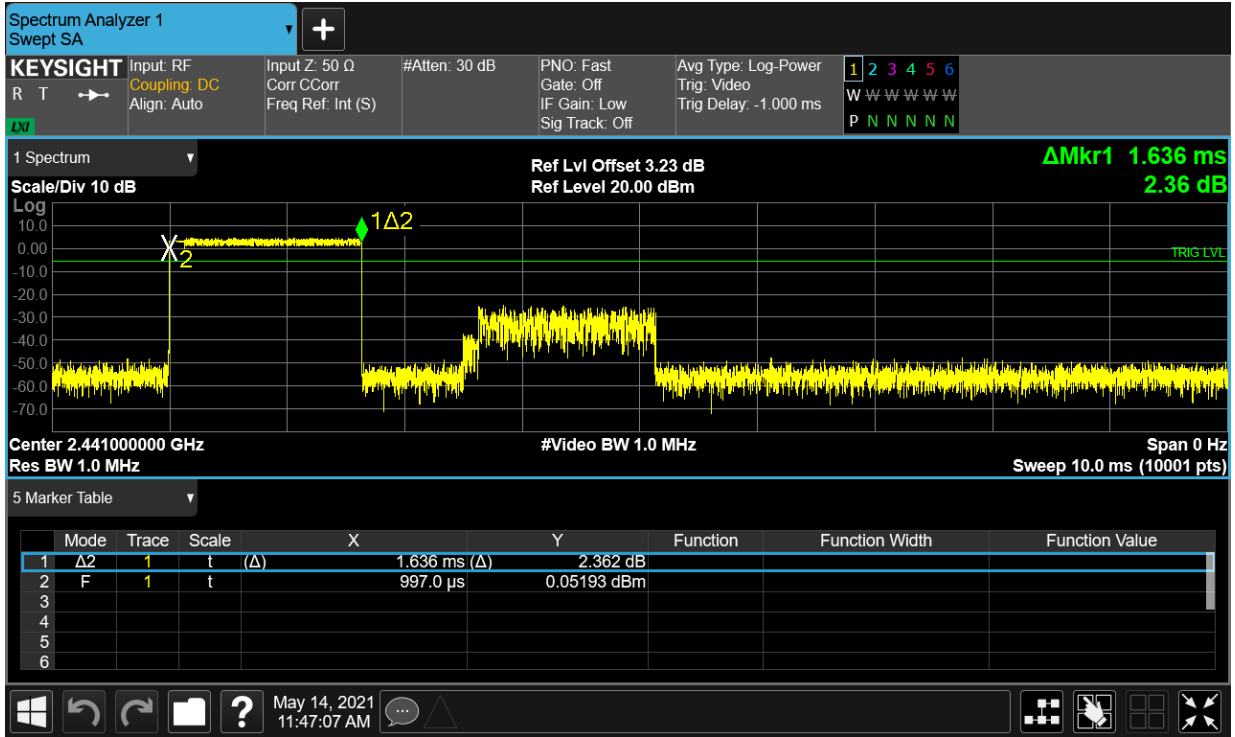 Spectrum Analyzer 1
Swept SA
KEYSIGHT
R T
LXI
Input: RF
Coupling: DC
Align: Auto
Input Z: 50 Ω
Corr CCorr
Freq Ref: Int (S)
#Atten: 30 dB
PNO: Fast
Gate: Off
IF Gain: Low
Sig Track: Off
Avg Type: Log-Power
Trig: Video
Trig Delay: -1.000 ms
1 2 3 4 5 6
W W W W W W
P N N N N N
1 Spectrum
Scale/Div 10 dB
Ref Lvl Offset 3.23 dB
Ref Level 20.00 dBm
ΔMkr1 1.636 ms
2.36 dB
Log
10.0
0.00
-10.0
-20.0
-30.0
-40.0
-50.0
-60.0
-70.0
1Δ2
2
TRIG LVL
Center 2.441000000 GHz
Res BW 1.0 MHz
#Video BW 1.0 MHz
Span 0 Hz
Sweep 10.0 ms (10001 pts)
5 Marker Table
Mode Trace Scale X Y Function Function Width Function Value
1 Δ2 1 t (Δ) 1.636 ms (Δ) 2.362 dB
2 F 1 t 997.0 µs 0.05193 dBm
3
4
5
6
?
May 14, 2021
11:47:07 AM